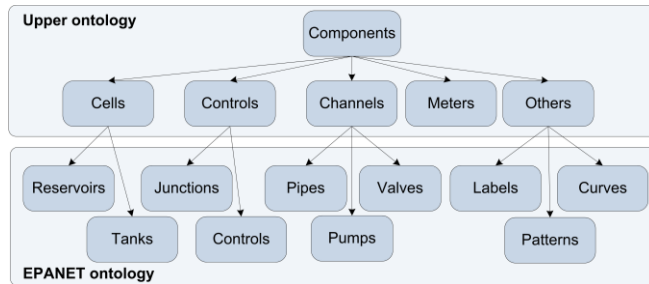 Upper ontology
Components
Cells Controls Channels Meters Others
Reservoirs Junctions Pipes Valves Labels Curves
Tanks Controls Pumps Patterns
EPANET ontology